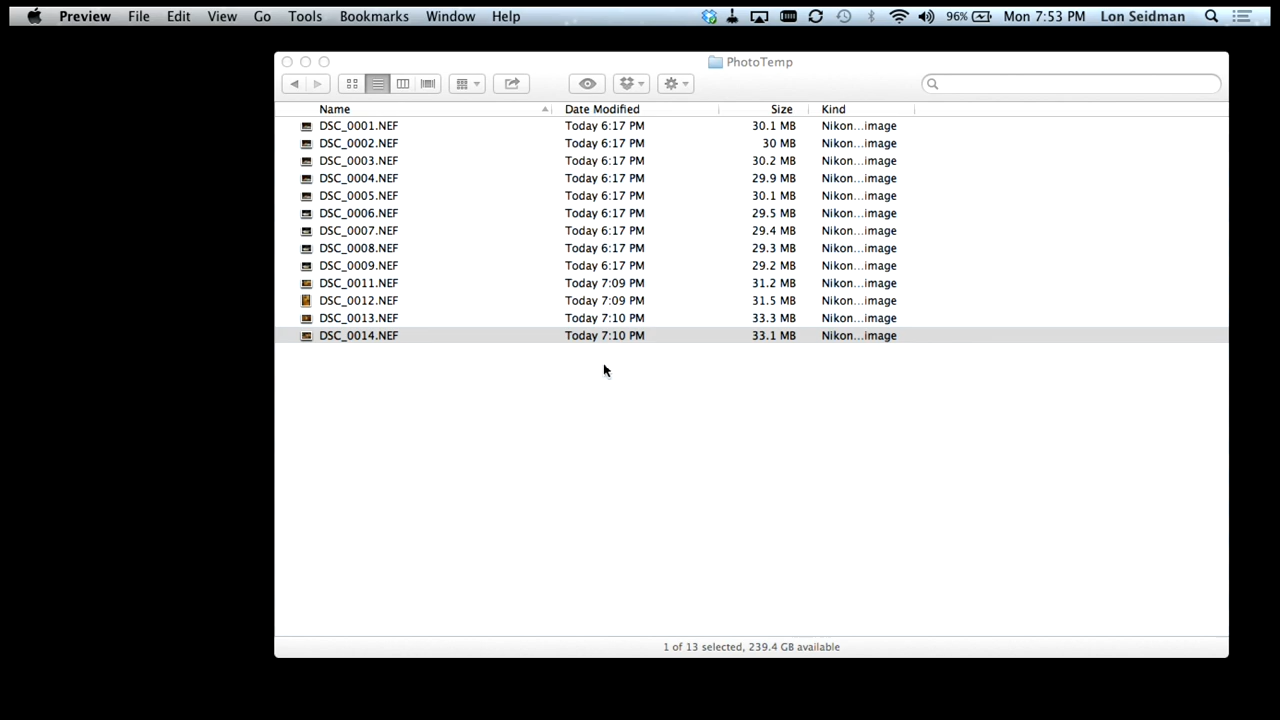 Preview File Edit View Go Tools Bookmarks Window Help 96% Mon 7:53 PM Lon Seidman
PhotoTemp
Name Date Modified Size Kind
DSC_0001.NEF Today 6:17 PM 30.1 MB Nikon...image
DSC_0002.NEF Today 6:17 PM 30 MB Nikon...image
DSC_0003.NEF Today 6:17 PM 30.2 MB Nikon...image
DSC_0004.NEF Today 6:17 PM 29.9 MB Nikon...image
DSC_0005.NEF Today 6:17 PM 30.1 MB Nikon...image
DSC_0006.NEF Today 6:17 PM 29.5 MB Nikon...image
DSC_0007.NEF Today 6:17 PM 29.4 MB Nikon...image
DSC_0008.NEF Today 6:17 PM 29.3 MB Nikon...image
DSC_0009.NEF Today 6:17 PM 29.2 MB Nikon...image
DSC_0011.NEF Today 7:09 PM 31.2 MB Nikon...image
DSC_0012.NEF Today 7:09 PM 31.5 MB Nikon...image
DSC_0013.NEF Today 7:10 PM 33.3 MB Nikon...image
DSC_0014.NEF Today 7:10 PM 33.1 MB Nikon...image
1 of 13 selected, 239.4 GB available